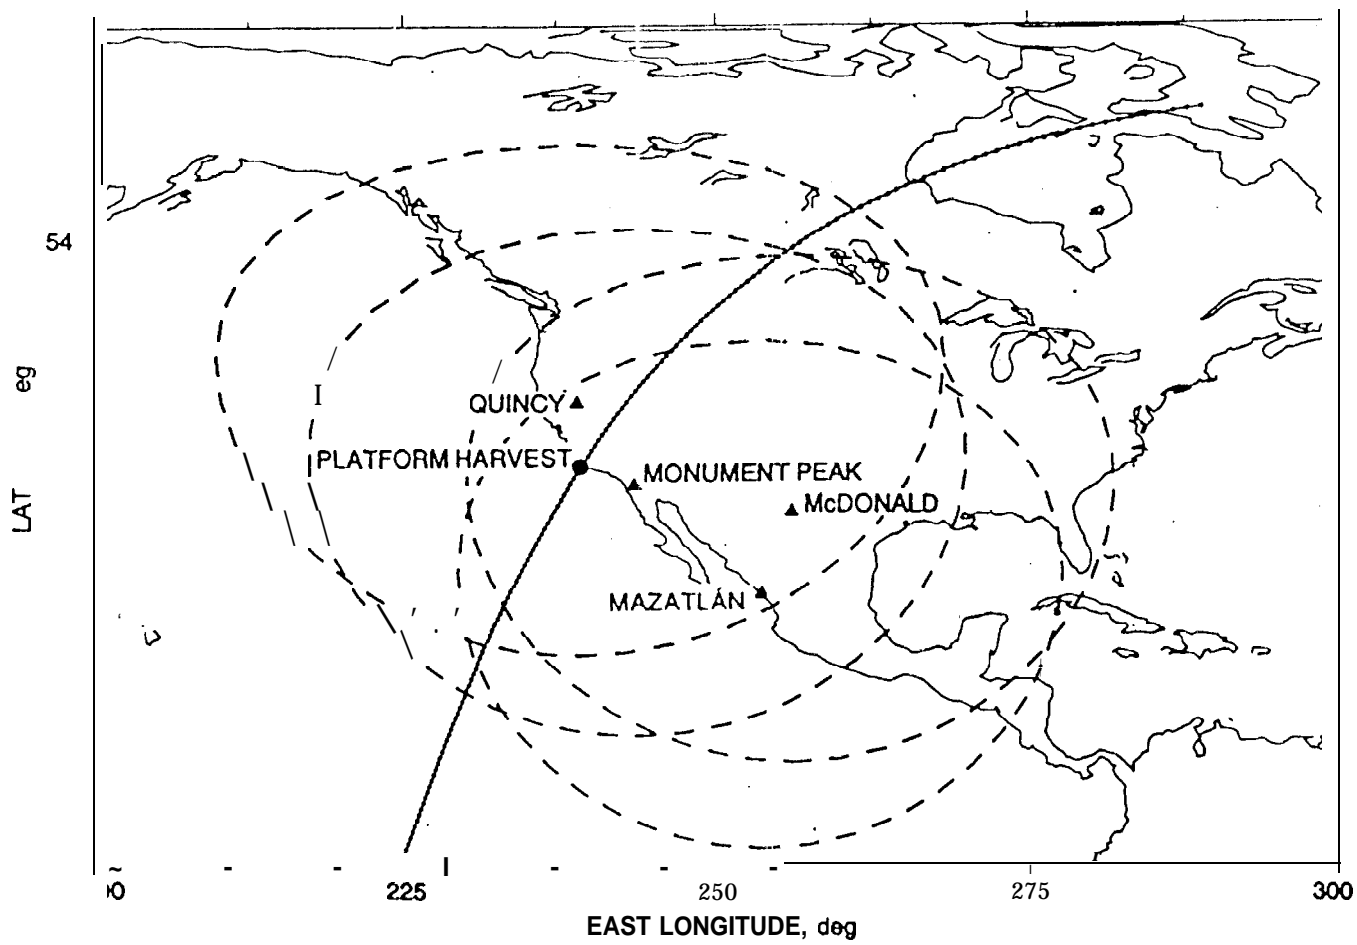 54
eg
LAT
I
QUINCY
PLATFORM HARVEST
MONUMENT PEAK
McDONALD
MAZATLÁN
225
250
275
300
EAST LONGITUDE, deg